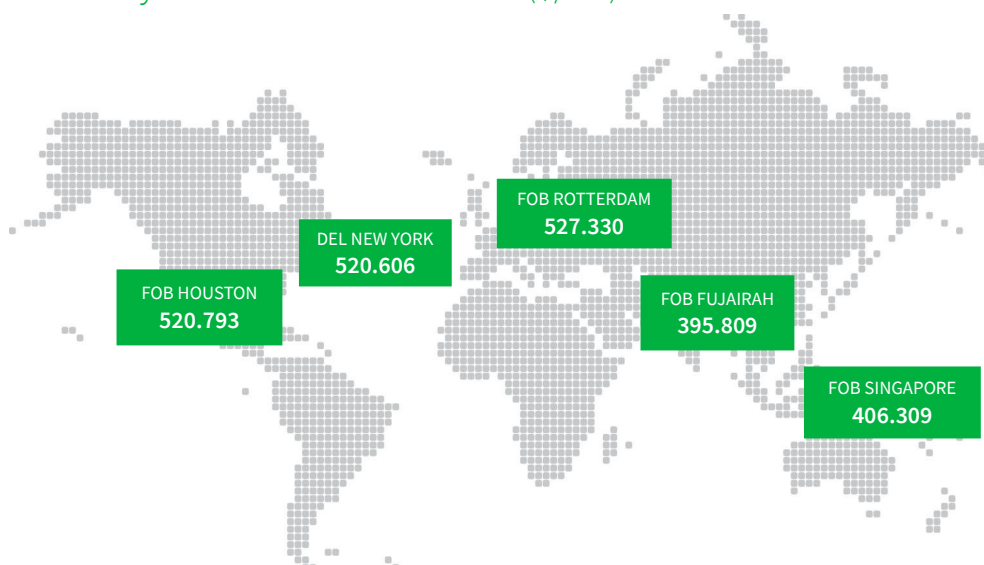 FOB ROTTERDAM
527.330
DEL NEW YORK
520.606
FOB HOUSTON
520.793
FOB FUJAIRAH
395.809
FOB SINGAPORE
406.309